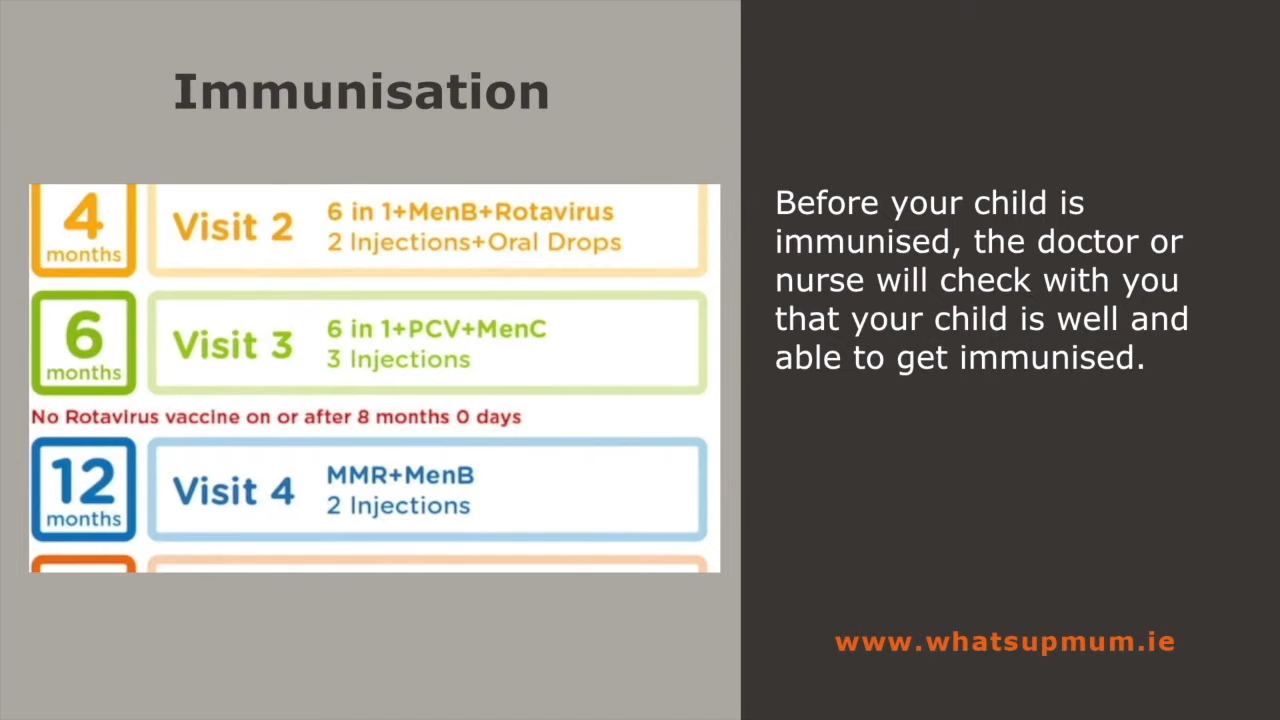 Immunisation
4
months
Visit 2
6 in 1+MenB+Rotavirus
2 Injections+Oral Drops
6
months
Visit 3
6 in 1+PCV+MenC
3 Injections
No Rotavirus vaccine on or after 8 months 0 days
12
months
Visit 4
MMR+MenB
2 Injections
Before your child is
immunised, the doctor or
nurse will check with you
that your child is well and
able to get immunised.
www.whatsupmum.ie